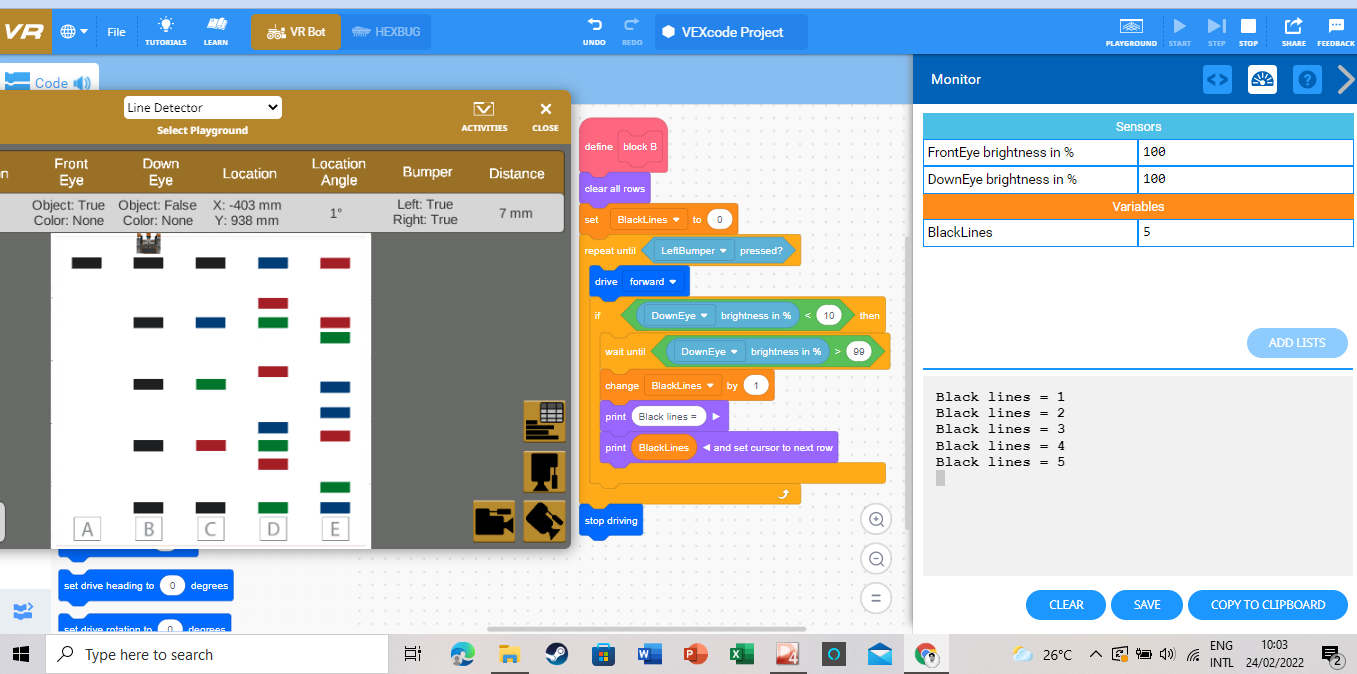 VR
File
TUTORIALS
LEARN
VR Bot
HEXBUG
UNDO
REDO
VEXcode Project
PLAYGROUND
START
STEP
STOP
SHARE
FEEDBACK
Code
Line Detector
Select Playground
ACTIVITIES
CLOSE
n
Front
Eye
Down
Eye
Location
Location
Angle
Bumper
Distance
Object: True
Color: None
Object: False
Color: None
X: -403 mm
Y: 938 mm
1°
Left: True
Right: True
7 mm
A B C D E
set drive heading to 0 degrees
set drive rotation to 0 degrees
define block B
clear all rows
set BlackLines to 0
repeat until LeftBumper pressed?
drive forward
if DownEye brightness in % < 10 then
wait until DownEye brightness in % > 99
change BlackLines by 1
print Black lines =
print BlackLines and set cursor to next row
stop driving
Monitor
Sensors
FrontEye brightness in % 100
DownEye brightness in % 100
Variables
BlackLines 5
ADD LISTS
Black lines = 1
Black lines = 2
Black lines = 3
Black lines = 4
Black lines = 5
CLEAR
SAVE
COPY TO CLIPBOARD
Type here to search
26°C
ENG
INTL
10:03
24/02/2022
2